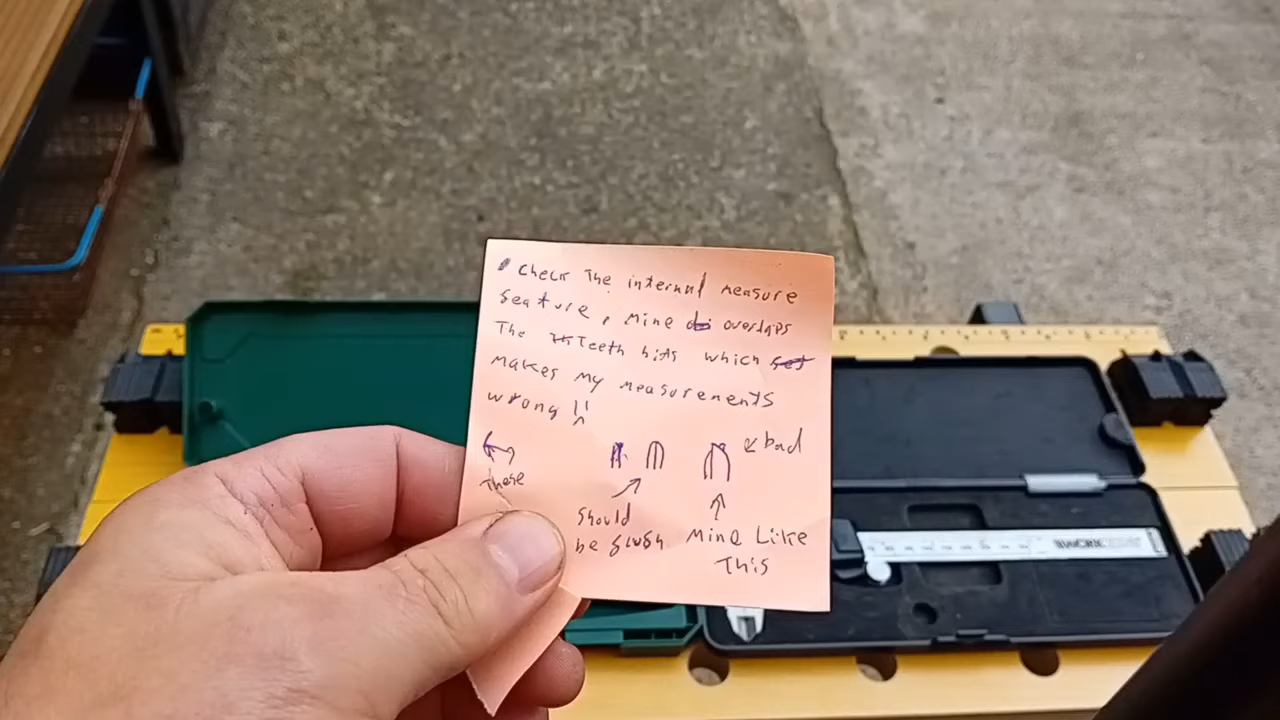 Check The internal measure
feature, mine overlaps
The Teeth hits which
makes my measurements
wrong !!
bad
These
Should
be flush
Mine Like
This